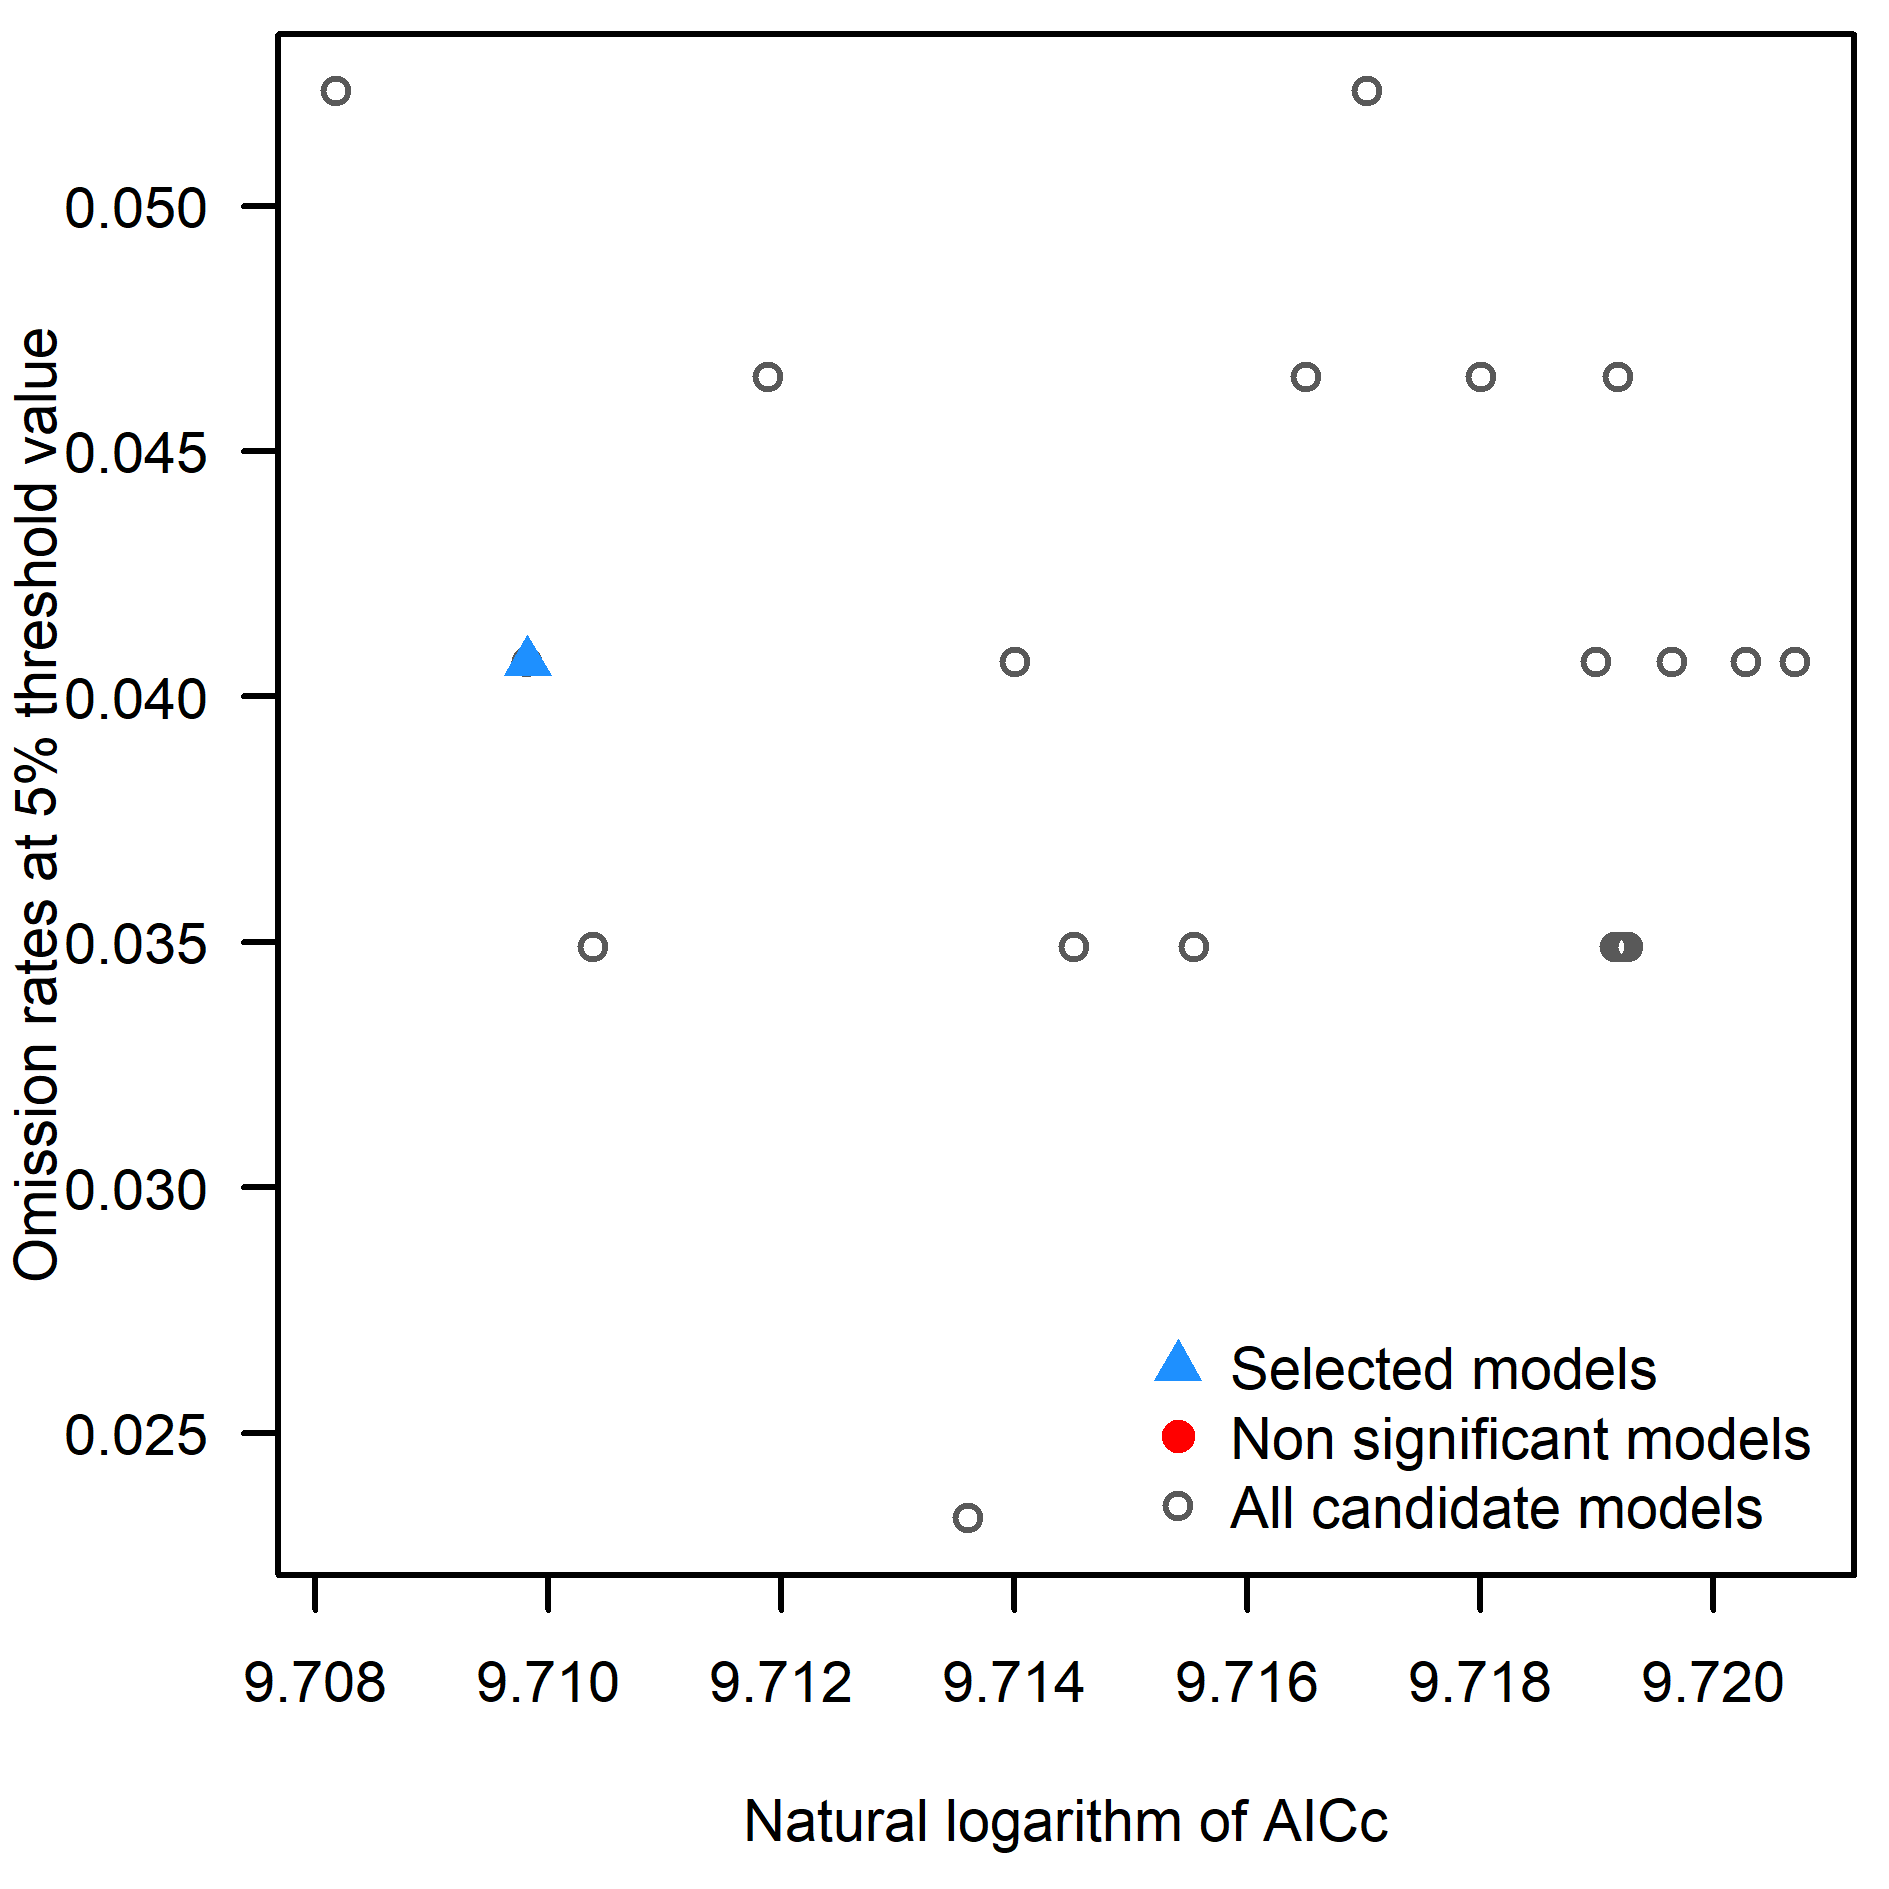 Omission rates at 5% threshold value
0.050
0.045
0.040
0.035
0.030
0.025
Selected models
Non significant models
All candidate models
9.708 9.710 9.712 9.714 9.716 9.718 9.720
Natural logarithm of AICc